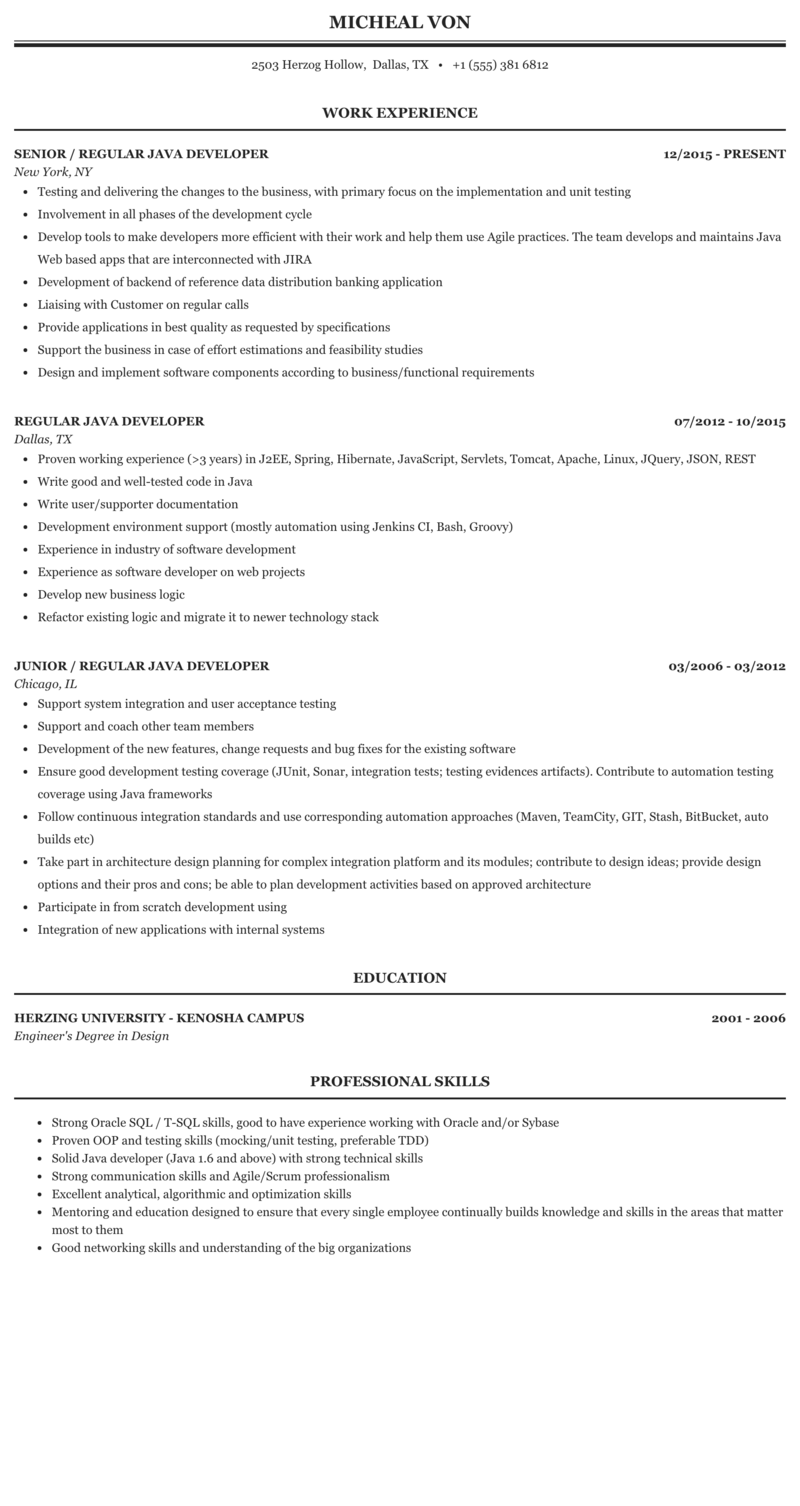 MICHEAL VON
2503 Herzog Hollow, Dallas, TX • +1 (555) 381 6812
WORK EXPERIENCE
SENIOR / REGULAR JAVA DEVELOPER 12/2015 - PRESENT
New York, NY
• Testing and delivering the changes to the business, with primary focus on the implementation and unit testing
• Involvement in all phases of the development cycle
• Develop tools to make developers more efficient with their work and help them use Agile practices. The team develops and maintains Java
Web based apps that are interconnected with JIRA
• Development of backend of reference data distribution banking application
• Liaising with Customer on regular calls
• Provide applications in best quality as requested by specifications
• Support the business in case of effort estimations and feasibility studies
• Design and implement software components according to business/functional requirements
REGULAR JAVA DEVELOPER 07/2012 - 10/2015
Dallas, TX
• Proven working experience (>3 years) in J2EE, Spring, Hibernate, JavaScript, Servlets, Tomcat, Apache, Linux, JQuery, JSON, REST
• Write good and well-tested code in Java
• Write user/supporter documentation
• Development environment support (mostly automation using Jenkins CI, Bash, Groovy)
• Experience in industry of software development
• Experience as software developer on web projects
• Develop new business logic
• Refactor existing logic and migrate it to newer technology stack
JUNIOR / REGULAR JAVA DEVELOPER 03/2006 - 03/2012
Chicago, IL
• Support system integration and user acceptance testing
• Support and coach other team members
• Development of the new features, change requests and bug fixes for the existing software
• Ensure good development testing coverage (JUnit, Sonar, integration tests; testing evidences artifacts). Contribute to automation testing
coverage using Java frameworks
• Follow continuous integration standards and use corresponding automation approaches (Maven, TeamCity, GIT, Stash, BitBucket, auto
builds etc)
• Take part in architecture design planning for complex integration platform and its modules; contribute to design ideas; provide design
options and their pros and cons; be able to plan development activities based on approved architecture
• Participate in from scratch development using
• Integration of new applications with internal systems
EDUCATION
HERZING UNIVERSITY - KENOSHA CAMPUS 2001 - 2006
Engineer's Degree in Design
PROFESSIONAL SKILLS
• Strong Oracle SQL / T-SQL skills, good to have experience working with Oracle and/or Sybase
• Proven OOP and testing skills (mocking/unit testing, preferable TDD)
• Solid Java developer (Java 1.6 and above) with strong technical skills
• Strong communication skills and Agile/Scrum professionalism
• Excellent analytical, algorithmic and optimization skills
• Mentoring and education designed to ensure that every single employee continually builds knowledge and skills in the areas that matter
most to them
• Good networking skills and understanding of the big organizations